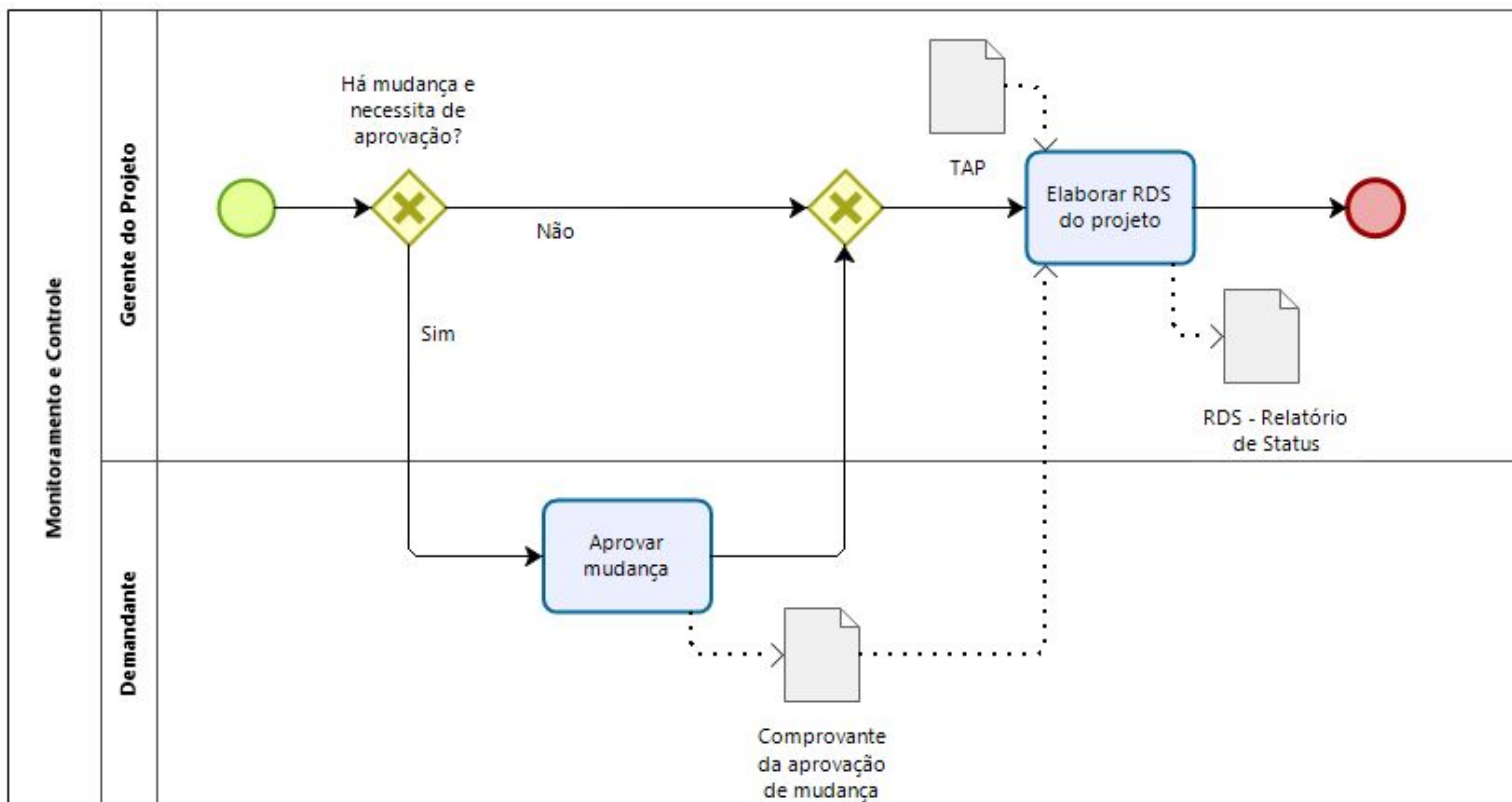 Monitoramento e Controle
Gerente do Projeto
Há mudança e
necessita de
aprovação?
Não
Sim
TAP
Elaborar RDS
do projeto
RDS - Relatório
de Status
Demandante
Aprovar
mudança
Comprovante
da aprovação
de mudança